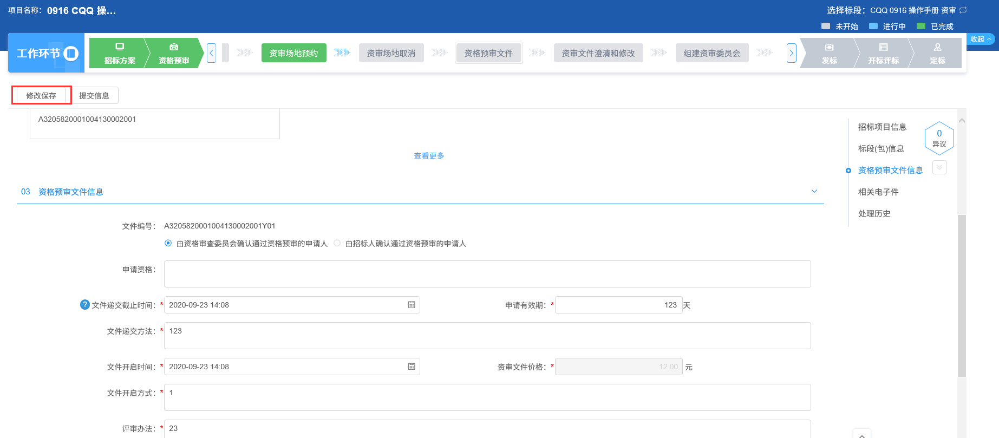 项目名称： 0916 CQQ 操...
选择标段： CQQ 0916 操作手册 资审
未开始 进行中 已完成
工作环节
招标方案
资格预审
资审场地预约
资审场地取消
资格预审文件
资审文件澄清和修改
组建资审委员会
发标
开标评标
定标
收起
修改保存
提交信息
A3205820001004130002001
查看更多
招标项目信息
标段(包)信息
资格预审文件信息
相关电子件
处理历史
0
异议
03 资格预审文件信息
文件编号： A3205820001004130002001Y01
由资格审查委员会确认通过资格预审的申请人 由招标人确认通过资格预审的申请人
申请资格：
? 文件递交截止时间：* 2020-09-23 14:08 申请有效期：* 123 天
文件递交方法：* 123
文件开启时间：* 2020-09-23 14:08 资审文件价格：* 12.00 元
文件开启方式：* 1
评审办法：* 23